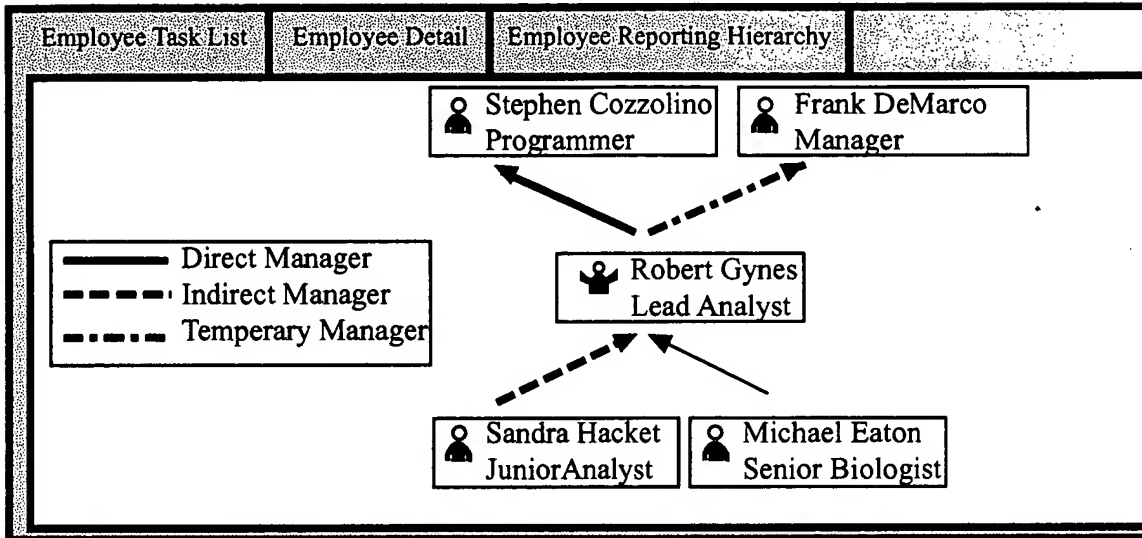 Employee Task List
Employee Detail
Employee Reporting Hierarchy
Stephen Cozzolino
Programmer
Frank DeMarco
Manager
Direct Manager
Indirect Manager
Temperary Manager
Robert Gynes
Lead Analyst
Sandra Hacket
JuniorAnalyst
Michael Eaton
Senior Biologist